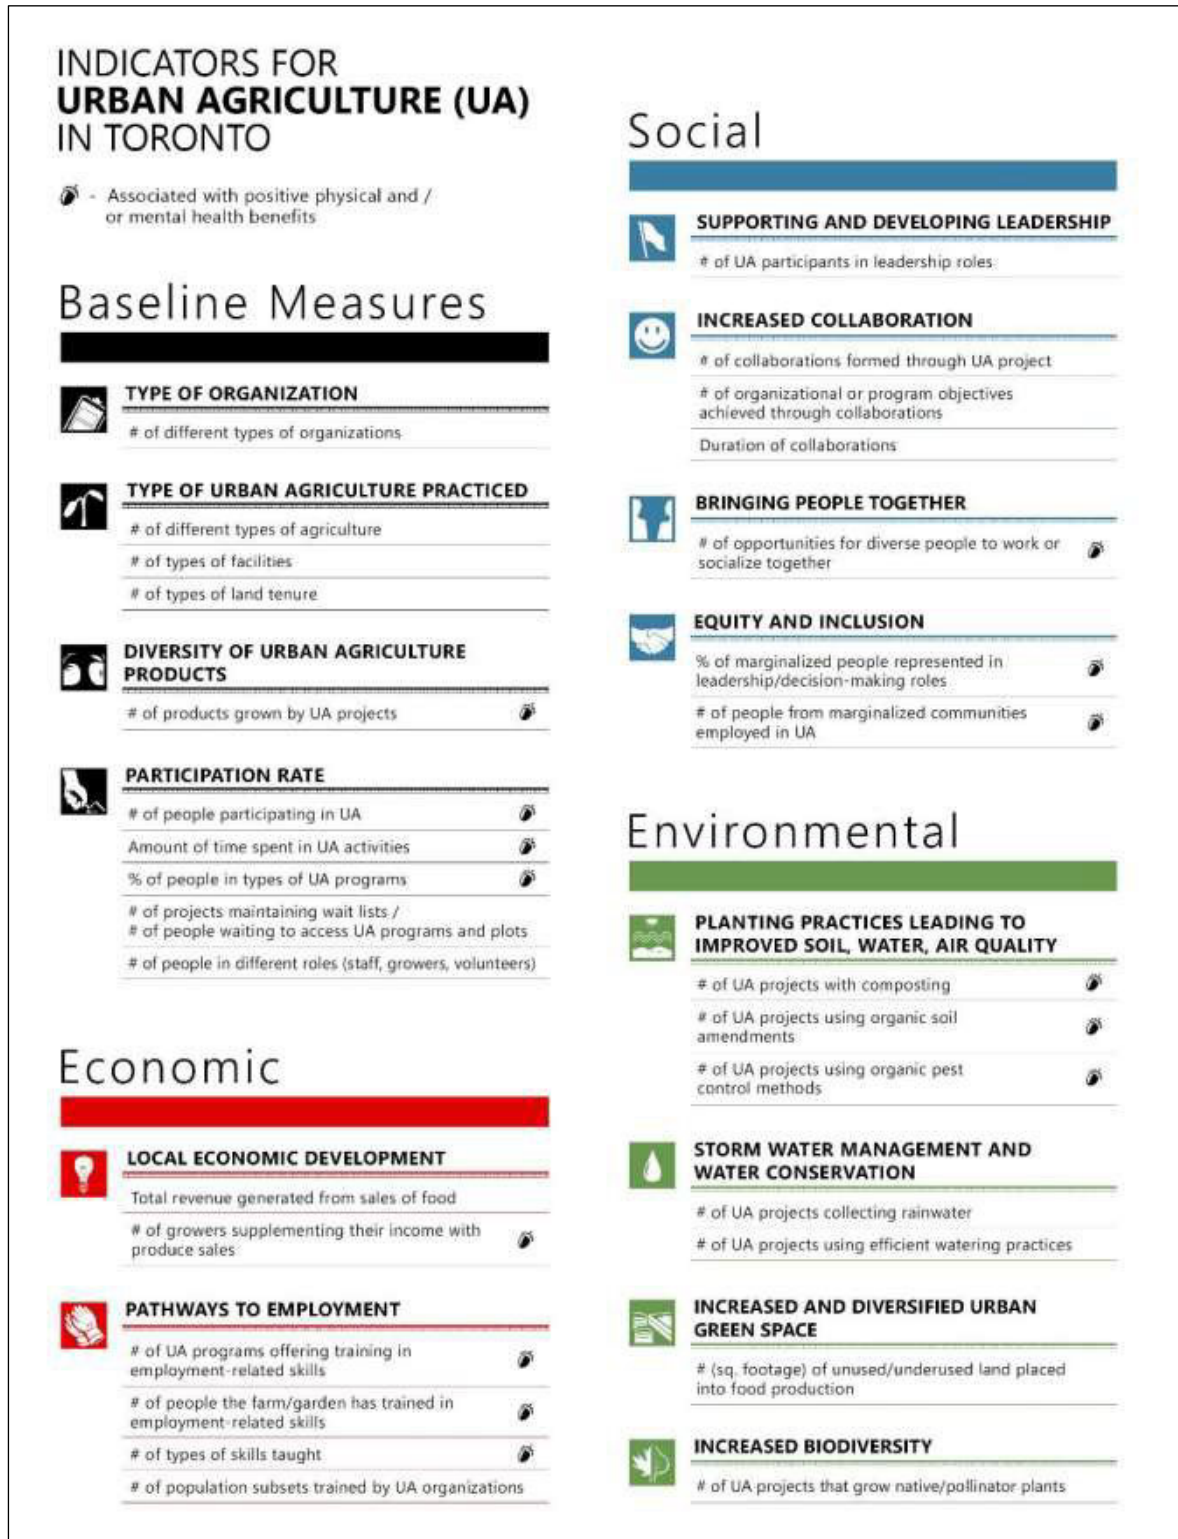 INDICATORS FOR
URBAN AGRICULTURE (UA)
IN TORONTO
- Associated with positive physical and /
or mental health benefits
Baseline Measures
TYPE OF ORGANIZATION
# of different types of organizations
TYPE OF URBAN AGRICULTURE PRACTICED
# of different types of agriculture
# of types of facilities
# of types of land tenure
DIVERSITY OF URBAN AGRICULTURE
PRODUCTS
# of products grown by UA projects
PARTICIPATION RATE
# of people participating in UA
Amount of time spent in UA activities
% of people in types of UA programs
# of projects maintaining wait lists /
# of people waiting to access UA programs and plots
# of people in different roles (staff, growers, volunteers)
Economic
LOCAL ECONOMIC DEVELOPMENT
Total revenue generated from sales of food
# of growers supplementing their income with
produce sales
PATHWAYS TO EMPLOYMENT
# of UA programs offering training in
employment-related skills
# of people the farm/garden has trained in
employment-related skills
# of types of skills taught
# of population subsets trained by UA organizations
Social
SUPPORTING AND DEVELOPING LEADERSHIP
# of UA participants in leadership roles
INCREASED COLLABORATION
# of collaborations formed through UA project
# of organizational or program objectives
achieved through collaborations
Duration of collaborations
BRINGING PEOPLE TOGETHER
# of opportunities for diverse people to work or
socialize together
EQUITY AND INCLUSION
% of marginalized people represented in
leadership/decision-making roles
# of people from marginalized communities
employed in UA
Environmental
PLANTING PRACTICES LEADING TO
IMPROVED SOIL, WATER, AIR QUALITY
# of UA projects with composting
# of UA projects using organic soil
amendments
# of UA projects using organic pest
control methods
STORM WATER MANAGEMENT AND
WATER CONSERVATION
# of UA projects collecting rainwater
# of UA projects using efficient watering practices
INCREASED AND DIVERSIFIED URBAN
GREEN SPACE
# (sq. footage) of unused/underused land placed
into food production
INCREASED BIODIVERSITY
# of UA projects that grow native/pollinator plants